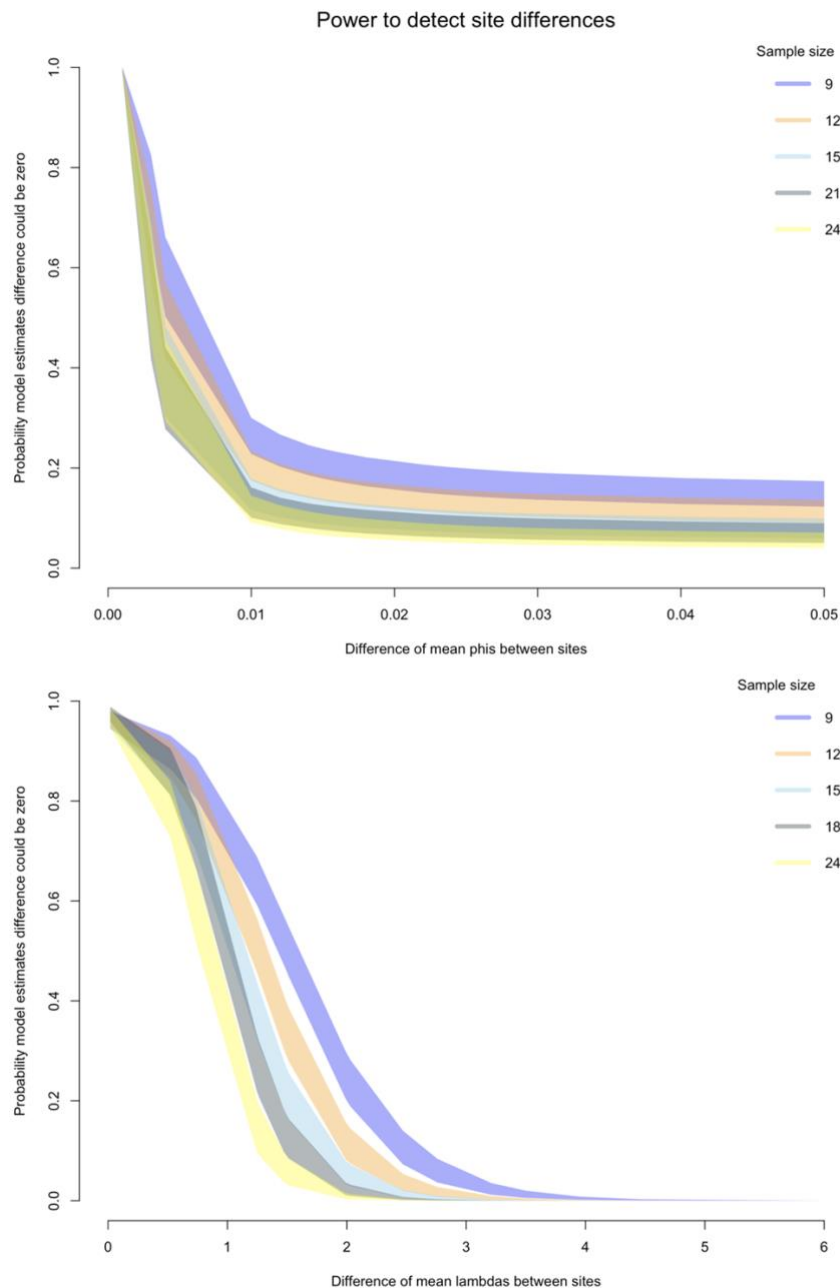 Power to detect site differences
Sample size
9
12
15
21
24
Probability model estimates difference could be zero
1.0
0.8
0.6
0.4
0.2
0.0
0.00 0.01 0.02 0.03 0.04 0.05
Difference of mean phis between sites
Sample size
9
12
15
18
24
Probability model estimates difference could be zero
1.0
0.8
0.6
0.4
0.2
0.0
0 1 2 3 4 5 6
Difference of mean lambdas between sites